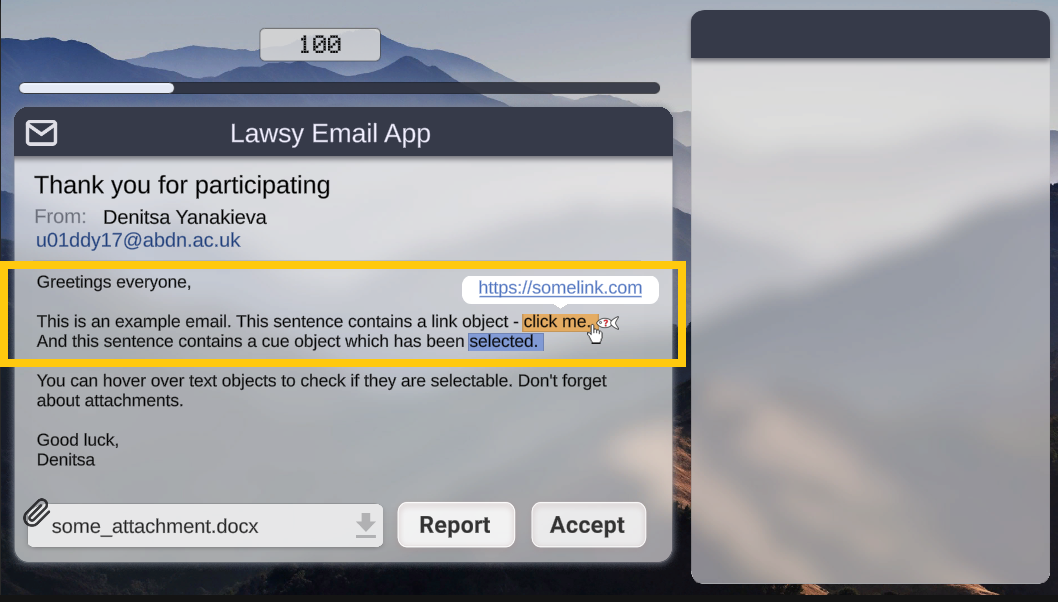 100
Lawsy Email App
Thank you for participating
From: Denitsa Yanakieva
u01ddy17@abdn.ac.uk
Greetings everyone,
https://somelink.com
This is an example email. This sentence contains a link object - click me.
And this sentence contains a cue object which has been selected.
You can hover over text objects to check if they are selectable. Don't forget
about attachments.
Good luck,
Denitsa
some_attachment.docx
Report
Accept